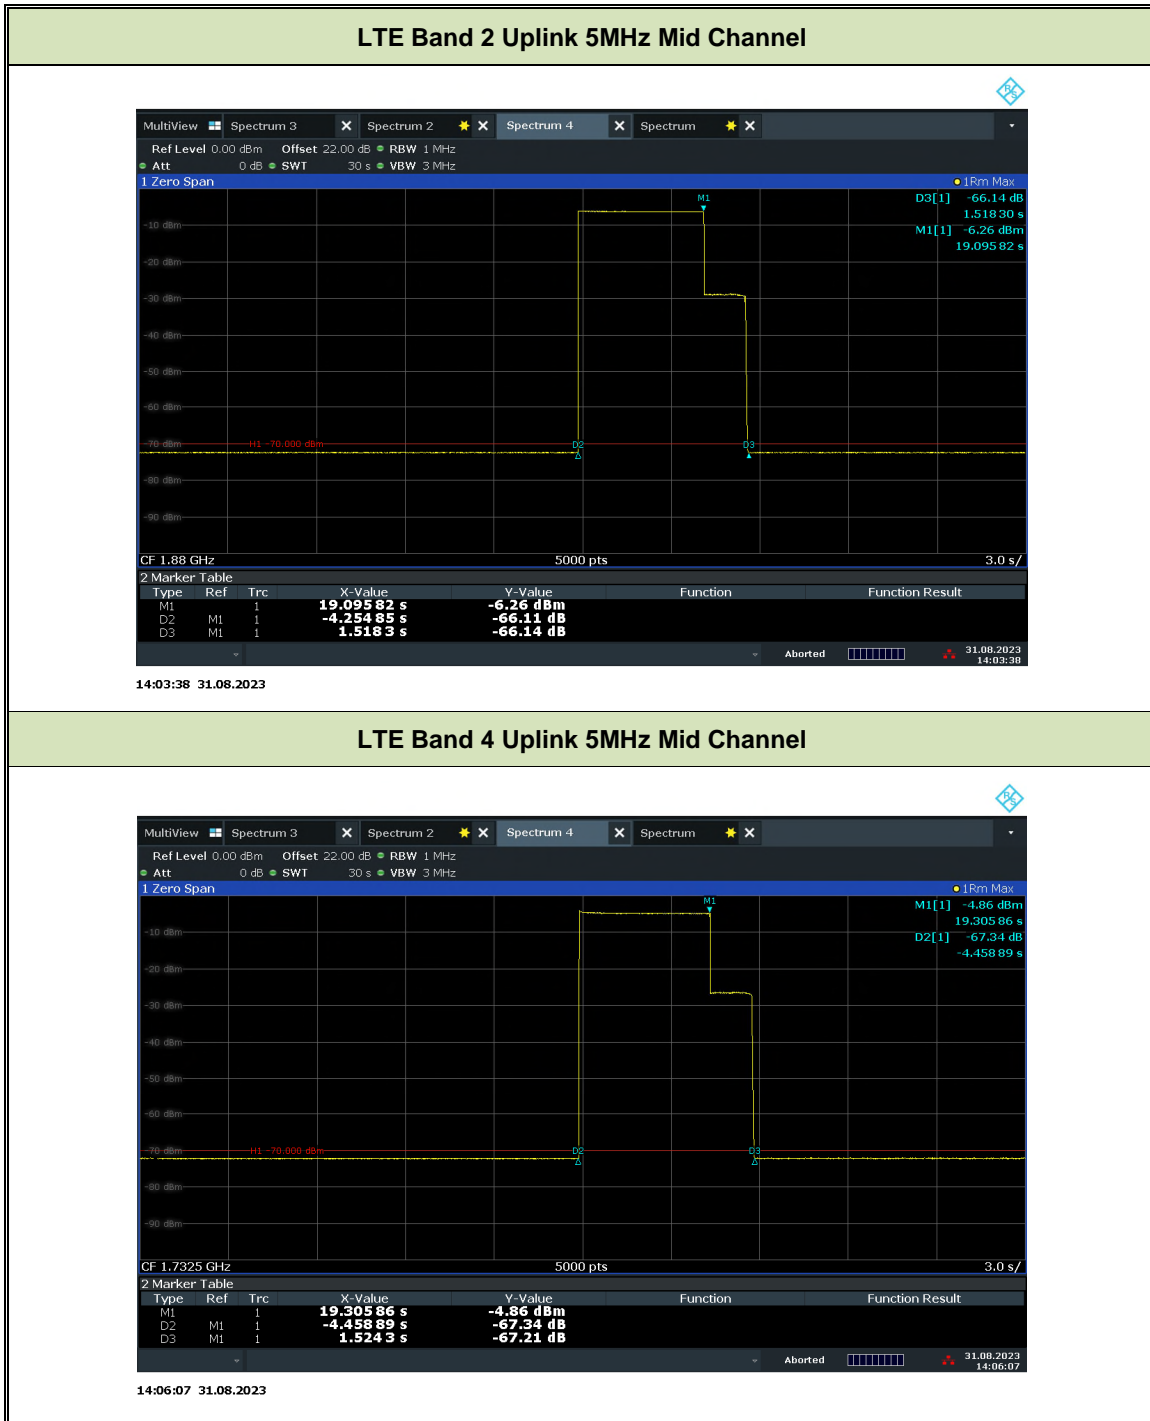 LTE Band 2 Uplink 5MHz Mid Channel
R&S
MultiView Spectrum 3 X Spectrum 2 X Spectrum 4 X Spectrum X
Ref Level 0.00 dBm Offset 22.00 dB RBW 1 MHz
Att 0 dB SWT 30 s VBW 3 MHz
1 Zero Span 1Rm Max
M1 D3[1] -66.14 dB
1.518 30 s
-10 dBm M1[1] -6.26 dBm
19.095 82 s
-20 dBm
-30 dBm
-40 dBm
-50 dBm
-60 dBm
-70 dBm H1 -70.000 dBm D2 D3
-80 dBm
-90 dBm
CF 1.88 GHz 5000 pts 3.0 s/
2 Marker Table
Type Ref Trc X-Value Y-Value Function Function Result
M1 1 19.095 82 s -6.26 dBm
D2 M1 1 -4.254 85 s -66.11 dB
D3 M1 1 1.518 3 s -66.14 dB
Aborted 31.08.2023
14:03:38
14:03:38 31.08.2023
LTE Band 4 Uplink 5MHz Mid Channel
R&S
MultiView Spectrum 3 X Spectrum 2 X Spectrum 4 X Spectrum X
Ref Level 0.00 dBm Offset 22.00 dB RBW 1 MHz
Att 0 dB SWT 30 s VBW 3 MHz
1 Zero Span 1Rm Max
M1 M1[1] -4.86 dBm
19.305 86 s
-10 dBm D2[1] -67.34 dB
-4.458 89 s
-20 dBm
-30 dBm
-40 dBm
-50 dBm
-60 dBm
-70 dBm H1 -70.000 dBm D2 D3
-80 dBm
-90 dBm
CF 1.7325 GHz 5000 pts 3.0 s/
2 Marker Table
Type Ref Trc X-Value Y-Value Function Function Result
M1 1 19.305 86 s -4.86 dBm
D2 M1 1 -4.458 89 s -67.34 dB
D3 M1 1 1.524 3 s -67.21 dB
Aborted 31.08.2023
14:06:07
14:06:07 31.08.2023